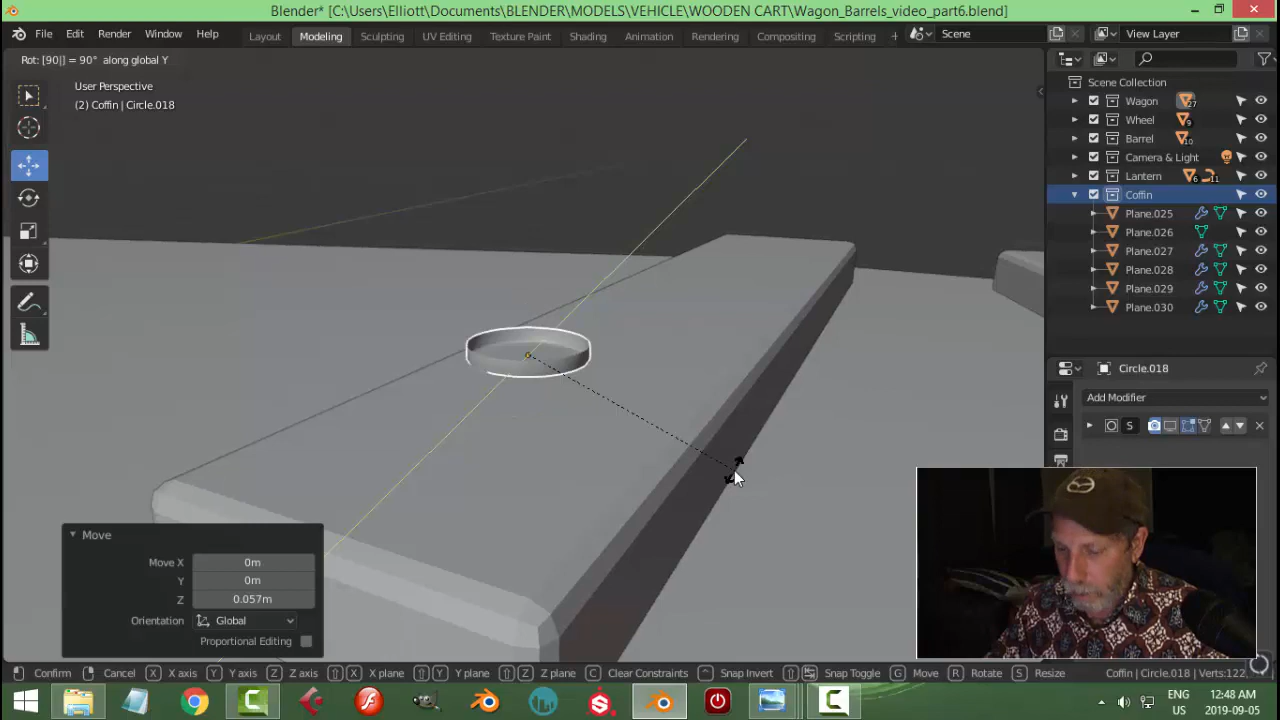 Blender* [C:\Users\Elliott\Documents\BLENDER\MODELS\VEHICLE\WOODEN CART\Wagon_Barrels_video_part6.blend]
File Edit Render Window Help Layout Modeling Sculpting UV Editing Texture Paint Shading Animation Rendering Compositing Scripting + Scene View Layer
Rot: [90|] = 90° along global Y
User Perspective
(2) Coffin | Circle.018
Scene Collection
Wagon 27
Wheel 9
Barrel 10
Camera & Light
Lantern 6 11
Coffin
Plane.025
Plane.026
Plane.027
Plane.028
Plane.029
Plane.030
Circle.018
Add Modifier
S
Move
Move X 0m
Y 0m
Z 0.057m
Orientation Global
Proportional Editing
Confirm Cancel X X axis Y Y axis Z Z axis X X plane Y Y plane Z Z plane C Clear Constraints ^ Snap Invert Snap Toggle G Move R Rotate S Resize Coffin | Circle.018 | Verts:122,
ENG 12:48 AM
US 2019-09-05